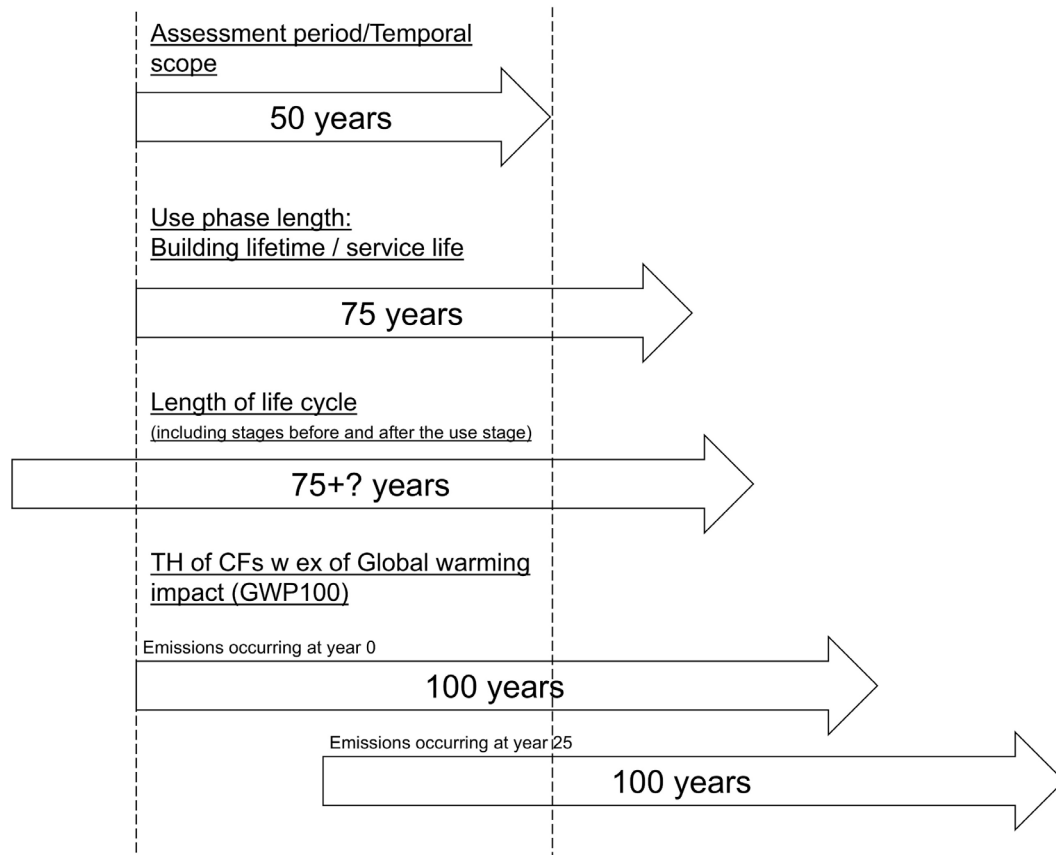 Assessment period/Temporal
scope
50 years
Use phase length:
Building lifetime / service life
75 years
Length of life cycle
(including stages before and after the use stage)
75+? years
TH of CFs w ex of Global warming
impact (GWP100)
Emissions occurring at year 0
100 years
Emissions occurring at year 25
100 years